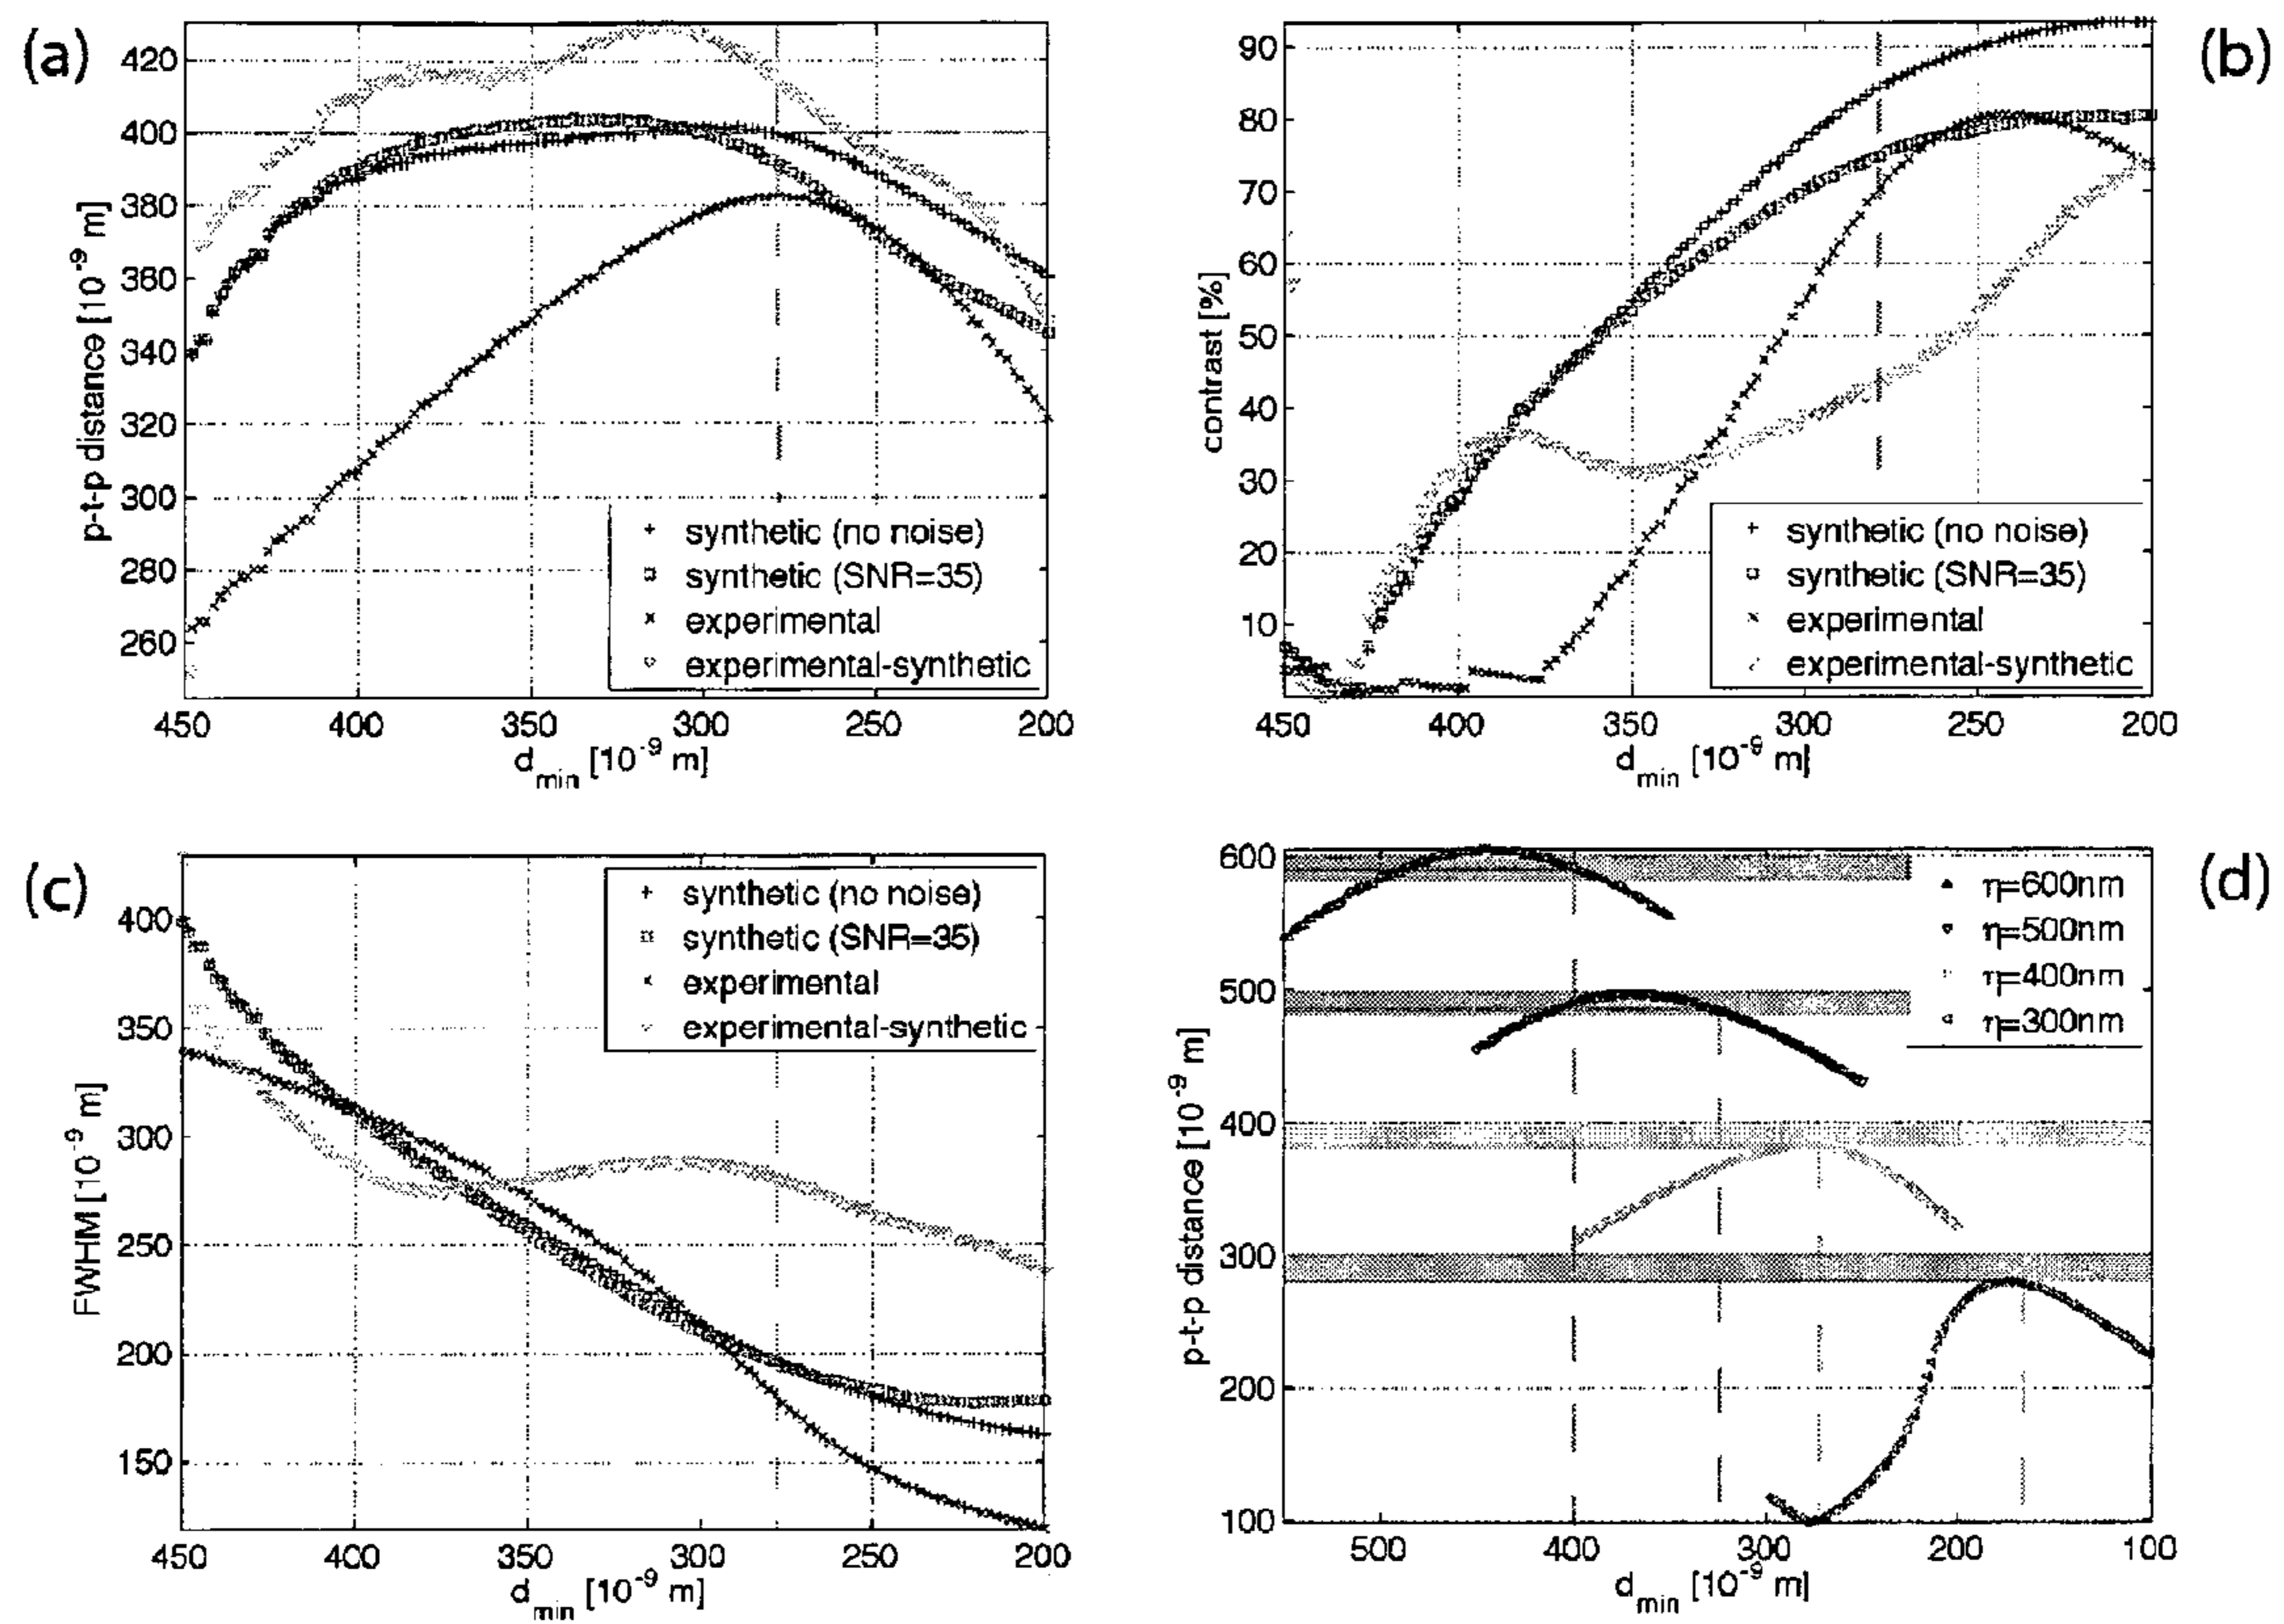 (a)
420
400
380
360
340
320
300
280
260
p-t-p distance [10⁻⁹ m]
+ synthetic (no noise)
synthetic (SNR=35)
× experimental
experimental-synthetic
450 400 350 300 250 200
d_min [10⁻⁹ m]
(b)
90
80
70
60
50
40
30
20
10
contrast [%]
+ synthetic (no noise)
synthetic (SNR=35)
× experimental
experimental-synthetic
450 400 350 300 250 200
d_min [10⁻⁹ m]
(c)
400
350
300
250
200
150
FWHM [10⁻⁹ m]
+ synthetic (no noise)
synthetic (SNR=35)
× experimental
experimental-synthetic
450 400 350 300 250 200
d_min [10⁻⁹ m]
(d)
600
500
400
300
200
100
p-t-p distance [10⁻⁹ m]
η=600nm
η=500nm
η=400nm
η=300nm
500 400 300 200 100
d_min [10⁻⁹ m]